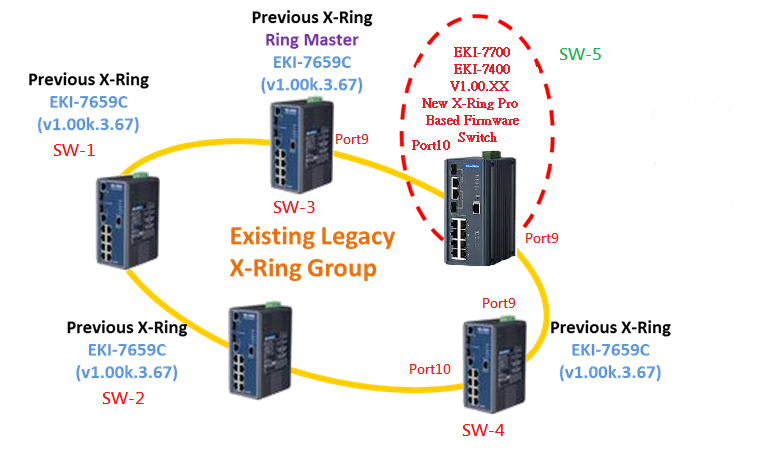 Previous X-Ring
Ring Master
EKI-7659C
(v1.00k.3.67)
Port9
SW-3
EKI-7700
EKI-7400
V1.00.XX
New X-Ring Pro
Based Firmware
Switch
Port10
SW-5
Port9
Previous X-Ring
EKI-7659C
(v1.00k.3.67)
SW-1
Existing Legacy
X-Ring Group
Previous X-Ring
EKI-7659C
(v1.00k.3.67)
SW-2
Port9
Port10
SW-4
Previous X-Ring
EKI-7659C
(v1.00k.3.67)